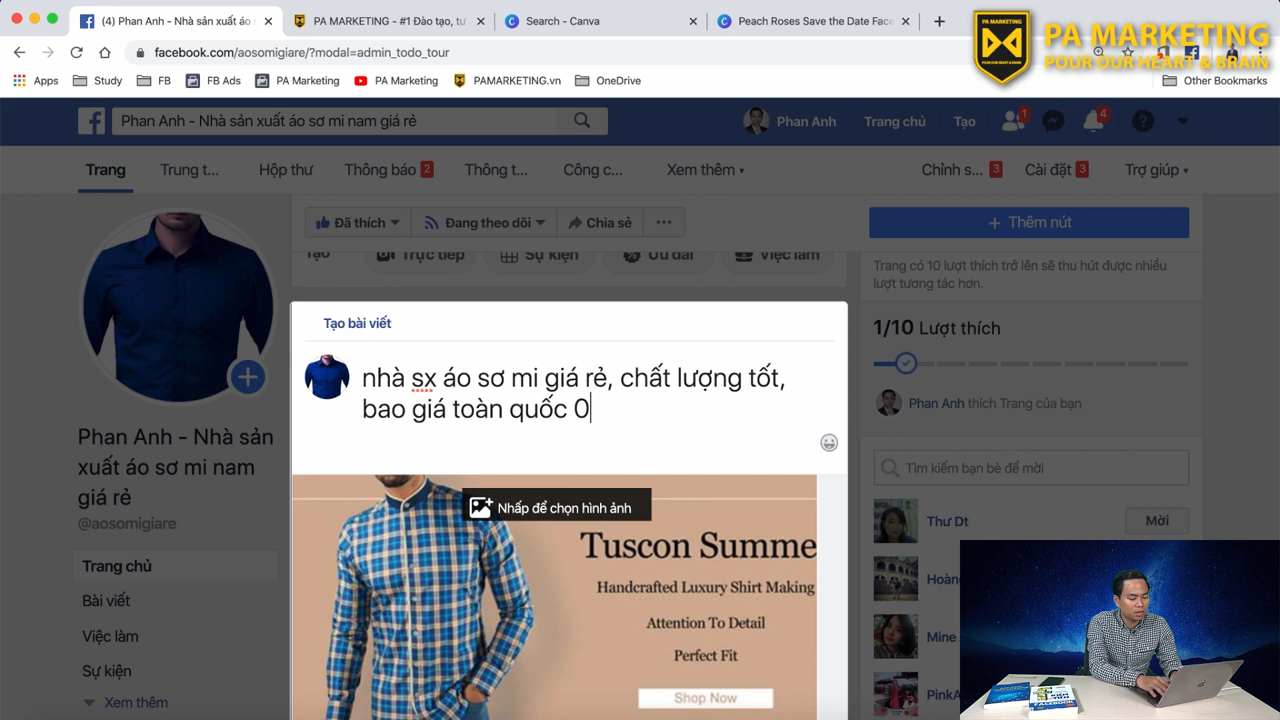 (4) Phan Anh - Nhà sản xuất áo s
PA MARKETING - #1 Đào tạo, tư
Search - Canva
Peach Roses Save the Date Face
PA MARKETING
POUR OUR HEART & BRAIN
facebook.com/aosomigiare/?modal=admin_todo_tour
Apps
Study
FB
FB Ads
PA Marketing
PA Marketing
PAMARKETING.vn
OneDrive
Other Bookmarks
Phan Anh - Nhà sản xuất áo sơ mi nam giá rẻ
Phan Anh
Trang chủ
Tạo
1
4
Trang
Trung t...
Hộp thư
Thông báo 2
Thông t...
Công c...
Xem thêm
Chỉnh s... 3
Cài đặt 3
Trợ giúp
Đã thích
Đang theo dõi
Chia sẻ
+ Thêm nút
Tạo
Trực tiếp
Sự kiện
Ưu đãi
Việc làm
Trang có 10 lượt thích trở lên sẽ thu hút được nhiều
lượt tương tác hơn.
1/10 Lượt thích
Phan Anh thích Trang của bạn
Tìm kiếm bạn bè để mời
Thư Dt
Mời
Hoàn
Mine
PinkA
Tạo bài viết
nhà sx áo sơ mi giá rẻ, chất lượng tốt,
bao giá toàn quốc 0
Nhấp để chọn hình ảnh
Tuscon Summe
Handcrafted Luxury Shirt Making
Attention To Detail
Perfect Fit
Shop Now
Phan Anh - Nhà sản
xuất áo sơ mi nam
giá rẻ
@aosomigiare
Trang chủ
Bài viết
Việc làm
Sự kiện
Xem thêm